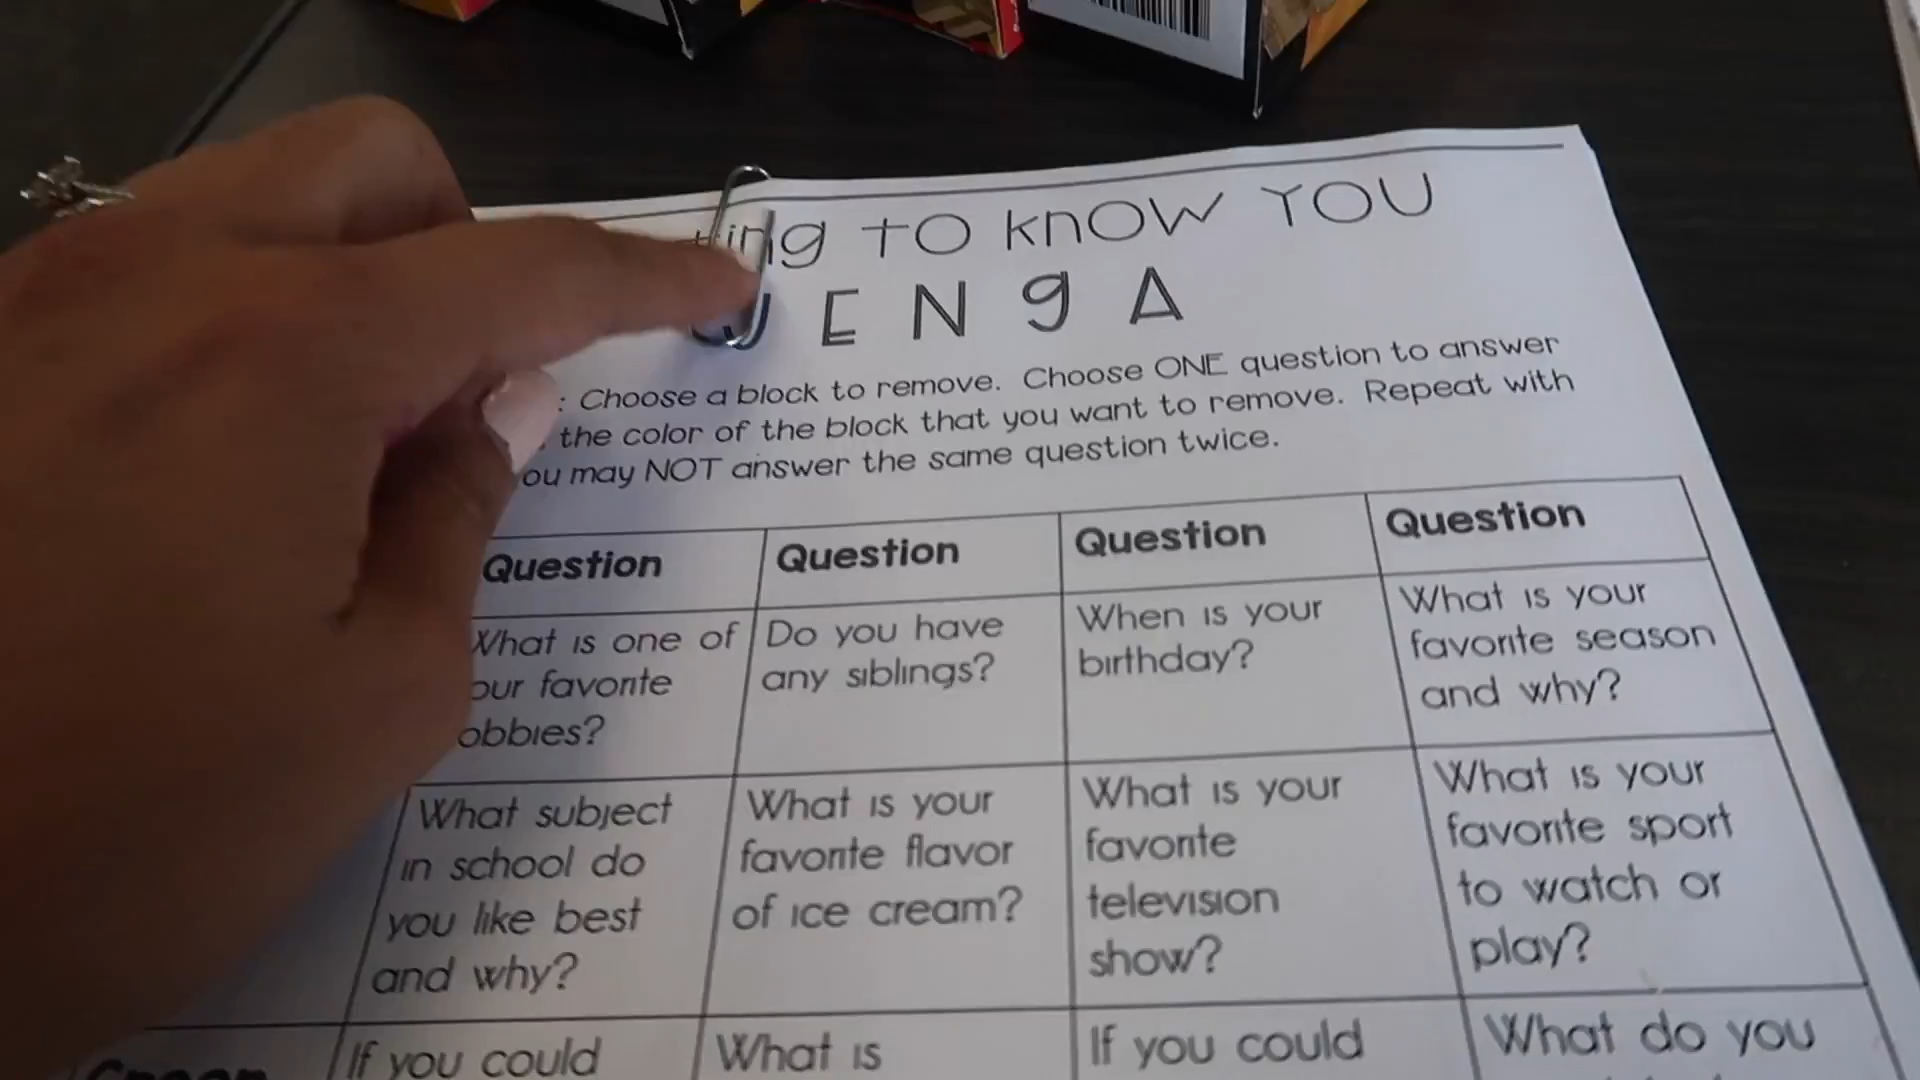 ting TO knOW YOU
J E N g A
: Choose a block to remove. Choose ONE question to answer
the color of the block that you want to remove. Repeat with
ou may NOT answer the same question twice.
Question Question Question Question
What is one of
our favorite
obbies?
Do you have
any siblings?
When is your
birthday?
What is your
favorite season
and why?
What subject
in school do
you like best
and why?
What is your
favorite flavor
of ice cream?
What is your
favorite
television
show?
What is your
favorite sport
to watch or
play?
Green
If you could
What is
If you could
What do you